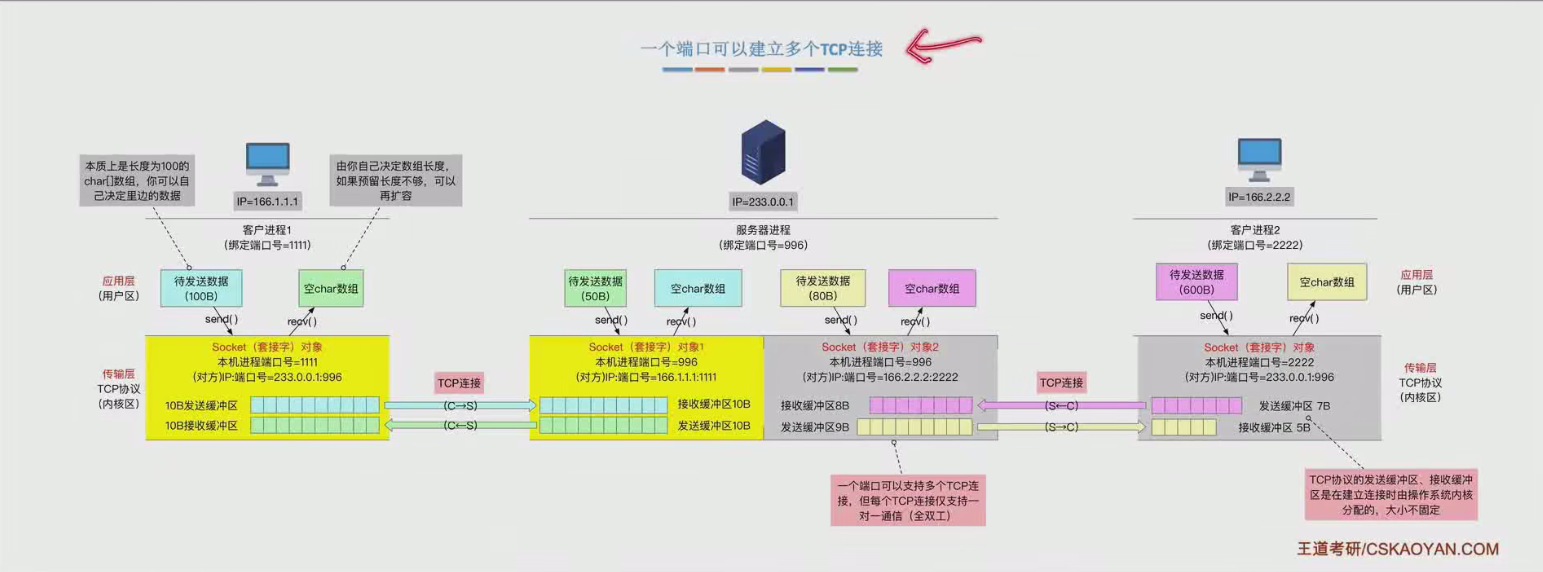 一个端口可以建立多个TCP连接
本质上是长度为100的
char[]数组，你可以自
己决定里边的数据
由你自己决定数组长度，
如果预留长度不够，可以
再扩容
IP=166.1.1.1
IP=233.0.0.1
IP=166.2.2.2
客户进程1
(绑定端口号=1111)
服务器进程
(绑定端口号=996)
客户进程2
(绑定端口号=2222)
应用层
(用户区)
待发送数据
(100B)
空char数组
待发送数据
(50B)
空char数组
待发送数据
(80B)
空char数组
待发送数据
(600B)
空char数组
应用层
(用户区)
send()
recv()
send()
recv()
send()
recv()
send()
recv()
传输层
TCP协议
(内核区)
Socket（套接字）对象
本机进程端口号=1111
(对方)IP:端口号=233.0.0.1:996
10B发送缓冲区
10B接收缓冲区
TCP连接
(C→S)
(C←S)
Socket（套接字）对象1
本机进程端口号=996
(对方)IP:端口号=166.1.1.1:1111
接收缓冲区10B
发送缓冲区10B
Socket（套接字）对象2
本机进程端口号=996
(对方)IP:端口号=166.2.2.2:2222
接收缓冲区8B
发送缓冲区9B
TCP连接
(S←C)
(S→C)
Socket（套接字）对象
本机进程端口号=2222
(对方)IP:端口号=233.0.0.1:996
发送缓冲区 7B
接收缓冲区 5B
传输层
TCP协议
(内核区)
一个端口可以支持多个TCP连
接，但每个TCP连接仅支持一
对一通信（全双工）
TCP协议的发送缓冲区、接收缓冲
区是在建立连接时由操作系统内核
分配的，大小不固定
王道考研/CSKAOYAN.COM